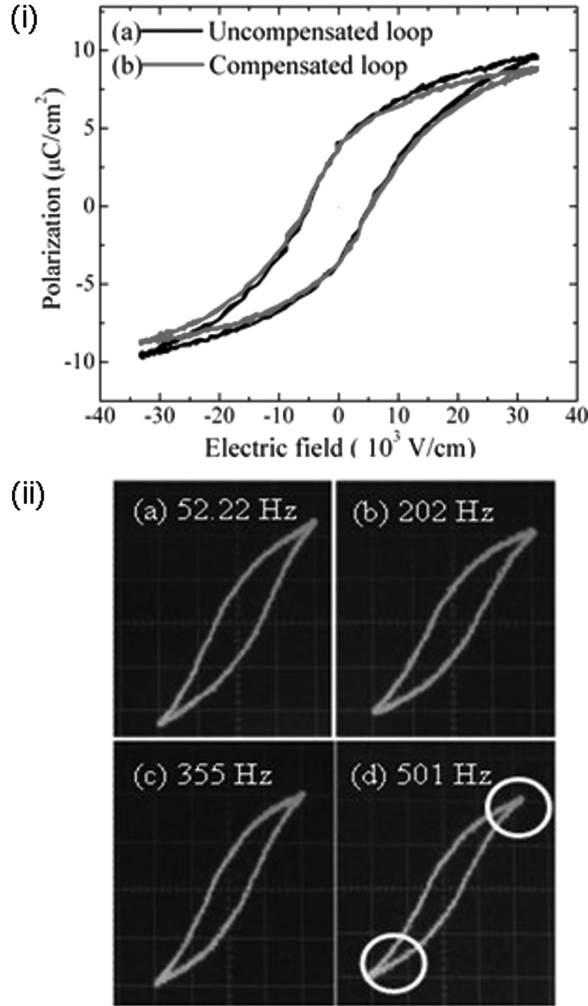 (i)
(a) Uncompensated loop
(b) Compensated loop
10
5
0
-5
-10
Polarization (μC/cm²)
-40 -30 -20 -10 0 10 20 30 40
Electric field ( 10³ V/cm)
(ii)
(a) 52.22 Hz
(b) 202 Hz
(c) 355 Hz
(d) 501 Hz